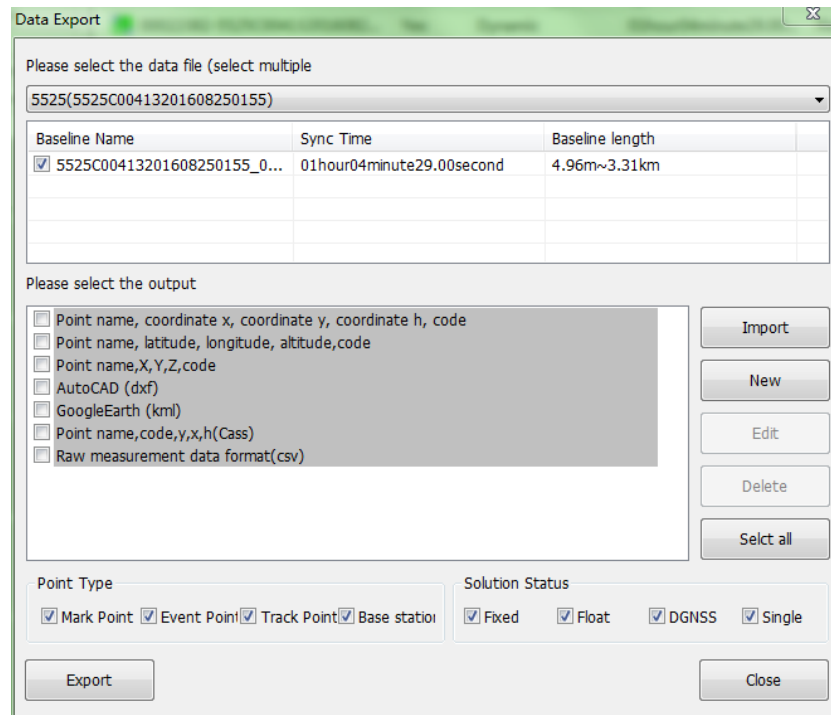 Data Export
Please select the data file (select multiple
5525(5525C00413201608250155)
Baseline Name Sync Time Baseline length
5525C00413201608250155_0... 01hour04minute29.00second 4.96m~3.31km
Please select the output
Point name, coordinate x, coordinate y, coordinate h, code
Point name, latitude, longitude, altitude,code
Point name,X,Y,Z,code
AutoCAD (dxf)
GoogleEarth (kml)
Point name,code,y,x,h(Cass)
Raw measurement data format(csv)
Import
New
Edit
Delete
Selct all
Point Type
Mark Point Event Point Track Point Base station
Solution Status
Fixed Float DGNSS Single
Export
Close